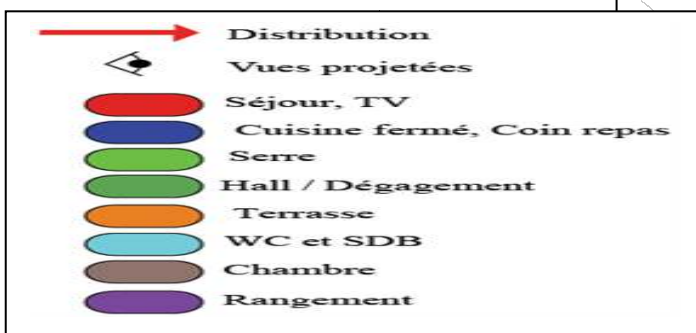 Distribution
Vues projetées
Séjour, TV
Cuisine fermé, Coin repas
Serre
Hall / Dégagement
Terrasse
WC et SDB
Chambre
Rangement